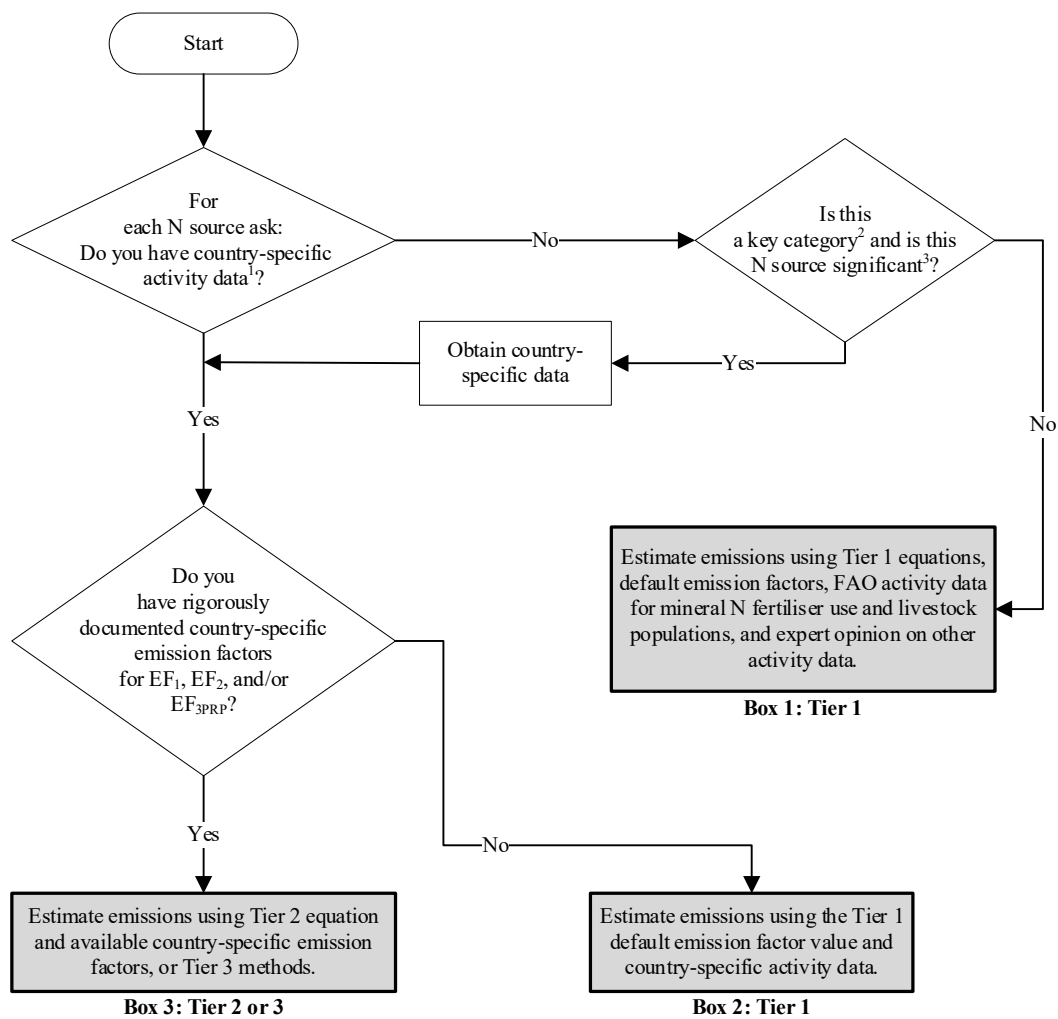 Start
For
each N source ask:
Do you have country-specific
activity data¹?
No
Is this
a key category² and is this
N source significant³?
Obtain country-
specific data
Yes
Yes
No
Estimate emissions using Tier 1 equations,
default emission factors, FAO activity data
for mineral N fertiliser use and livestock
populations, and expert opinion on other
activity data.
Box 1: Tier 1
Do you
have rigorously
documented country-specific
emission factors
for EF₁, EF₂, and/or
EF₃PRP?
Yes
No
Estimate emissions using Tier 2 equation
and available country-specific emission
factors, or Tier 3 methods.
Box 3: Tier 2 or 3
Estimate emissions using the Tier 1
default emission factor value and
country-specific activity data.
Box 2: Tier 1